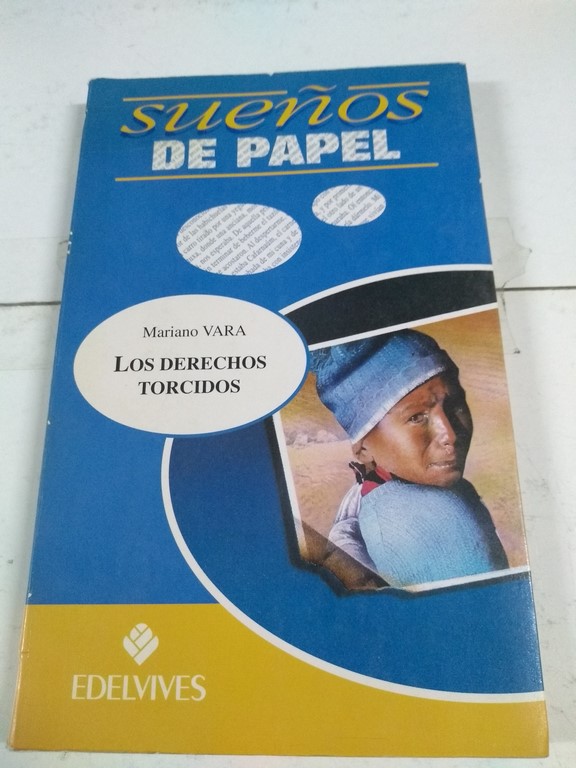 sueños
DE PAPEL
Mariano VARA
LOS DERECHOS
TORCIDOS
EDELVIVES